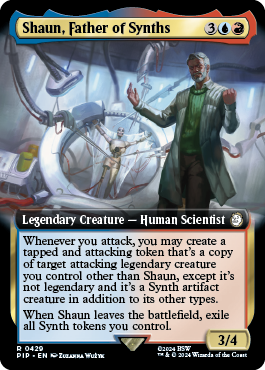 Shaun, Father of Synths 3
Legendary Creature — Human Scientist
Whenever you attack, you may create a
tapped and attacking token that's a copy
of target attacking legendary creature
you control other than Shaun, except it's
not legendary and it's a Synth artifact
creature in addition to its other types.
When Shaun leaves the battlefield, exile
all Synth tokens you control.
3/4
R 0429 ©2024 BSW
PIP • EN Zuzanna Wużyk ™ & © 2024 Wizards of the Coast